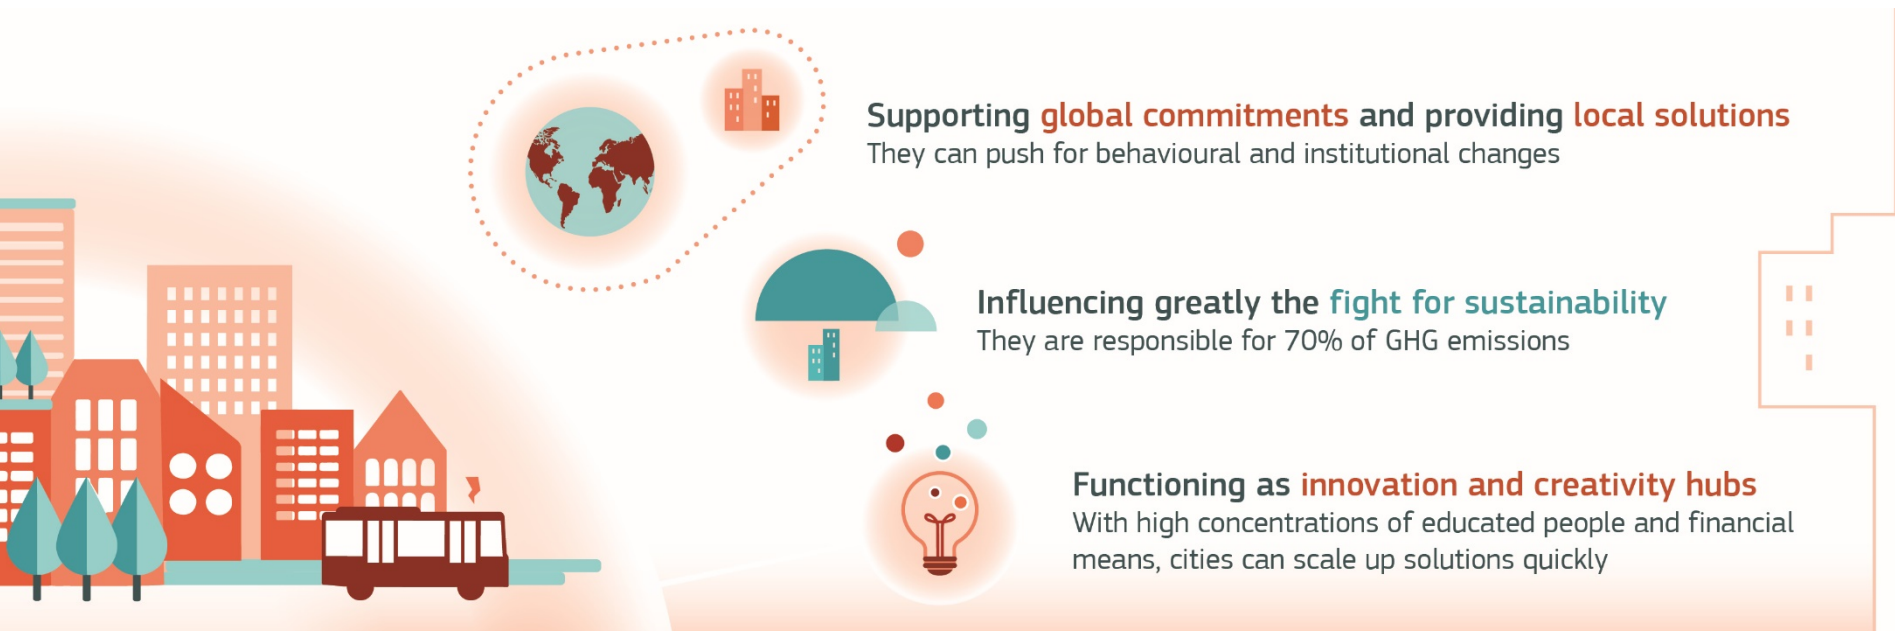 Supporting global commitments and providing local solutions
They can push for behavioural and institutional changes
Influencing greatly the fight for sustainability
They are responsible for 70% of GHG emissions
Functioning as innovation and creativity hubs
With high concentrations of educated people and financial
means, cities can scale up solutions quickly